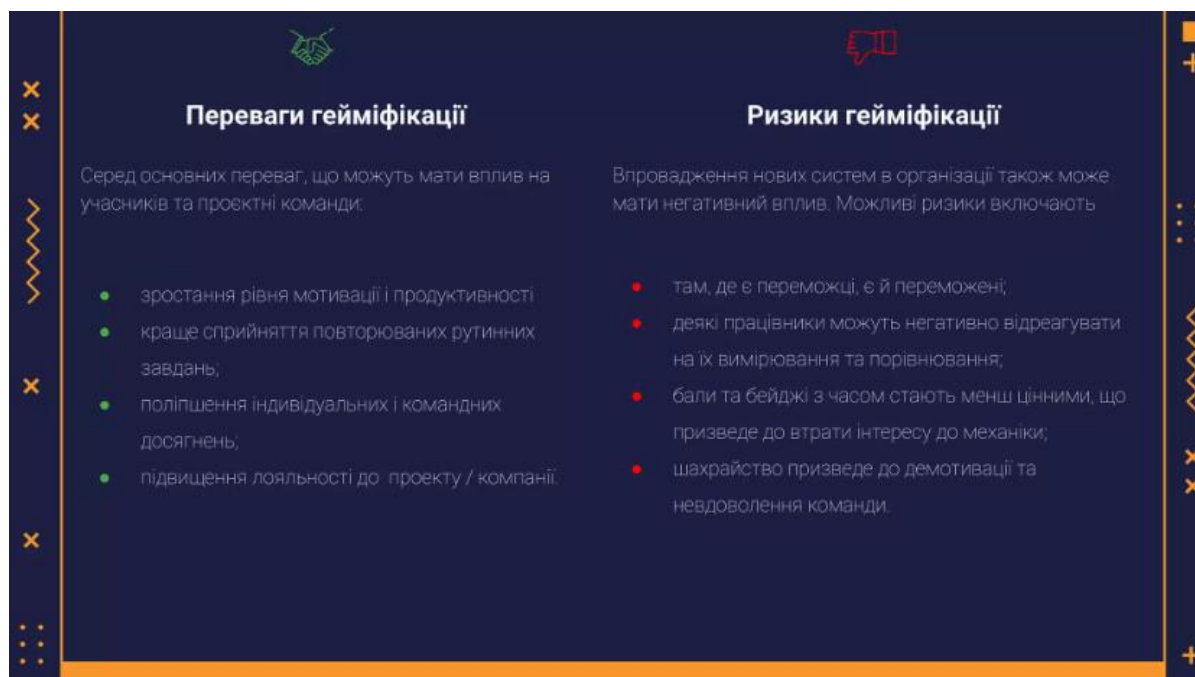 Переваги гейміфікації
Серед основних переваг, що можуть мати вплив на
учасників та проєктні команди:
зростання рівня мотивації і продуктивності
краще сприйняття повторюваних рутинних
завдань;
поліпшення індивідуальних і командних
досягнень;
підвищення лояльності до проекту / компанії.
Ризики гейміфікації
Впровадження нових систем в організації також може
мати негативний вплив. Можливі ризики включають
там, де є переможці, є й переможені;
деякі працівники можуть негативно відреагувати
на їх вимірювання та порівнювання;
бали та бейджі з часом стають менш цінними, що
призведе до втрати інтересу до механіки;
шахрайство призведе до демотивації та
невдоволення команди.